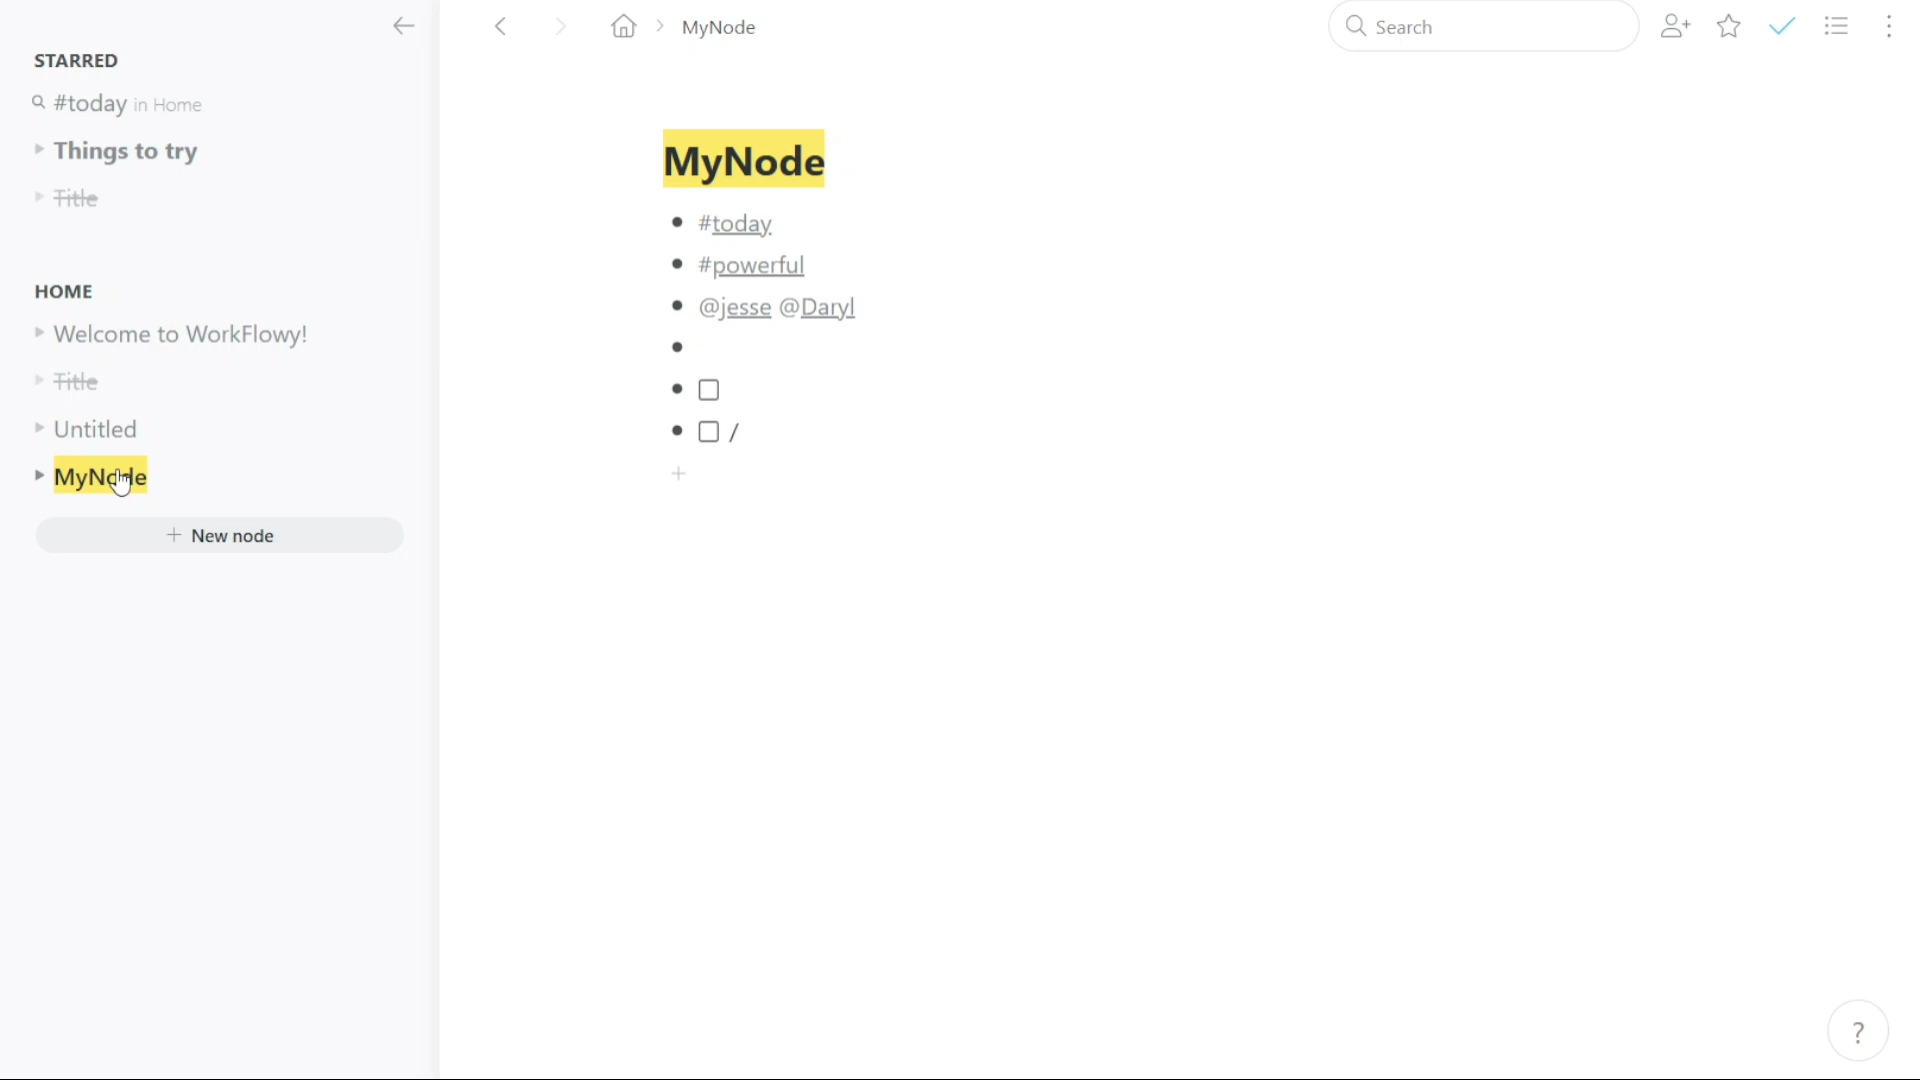 STARRED
#today in Home
Things to try
Title
HOME
Welcome to WorkFlowy!
Title
Untitled
MyNode
+ New node
MyNode
Search
MyNode
#today
#powerful
@jesse @Daryl
/
+
?